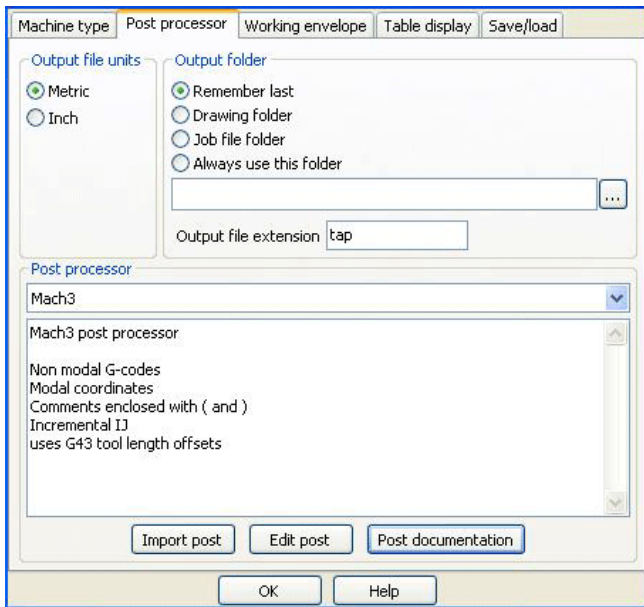 Machine type Post processor Working envelope Table display Save/load
Output file units
Metric
Inch
Output folder
Remember last
Drawing folder
Job file folder
Always use this folder
...
Output file extension tap
Post processor
Mach3
Mach3 post processor
Non modal G-codes
Modal coordinates
Comments enclosed with ( and )
Incremental IJ
uses G43 tool length offsets
Import post Edit post Post documentation
OK Help